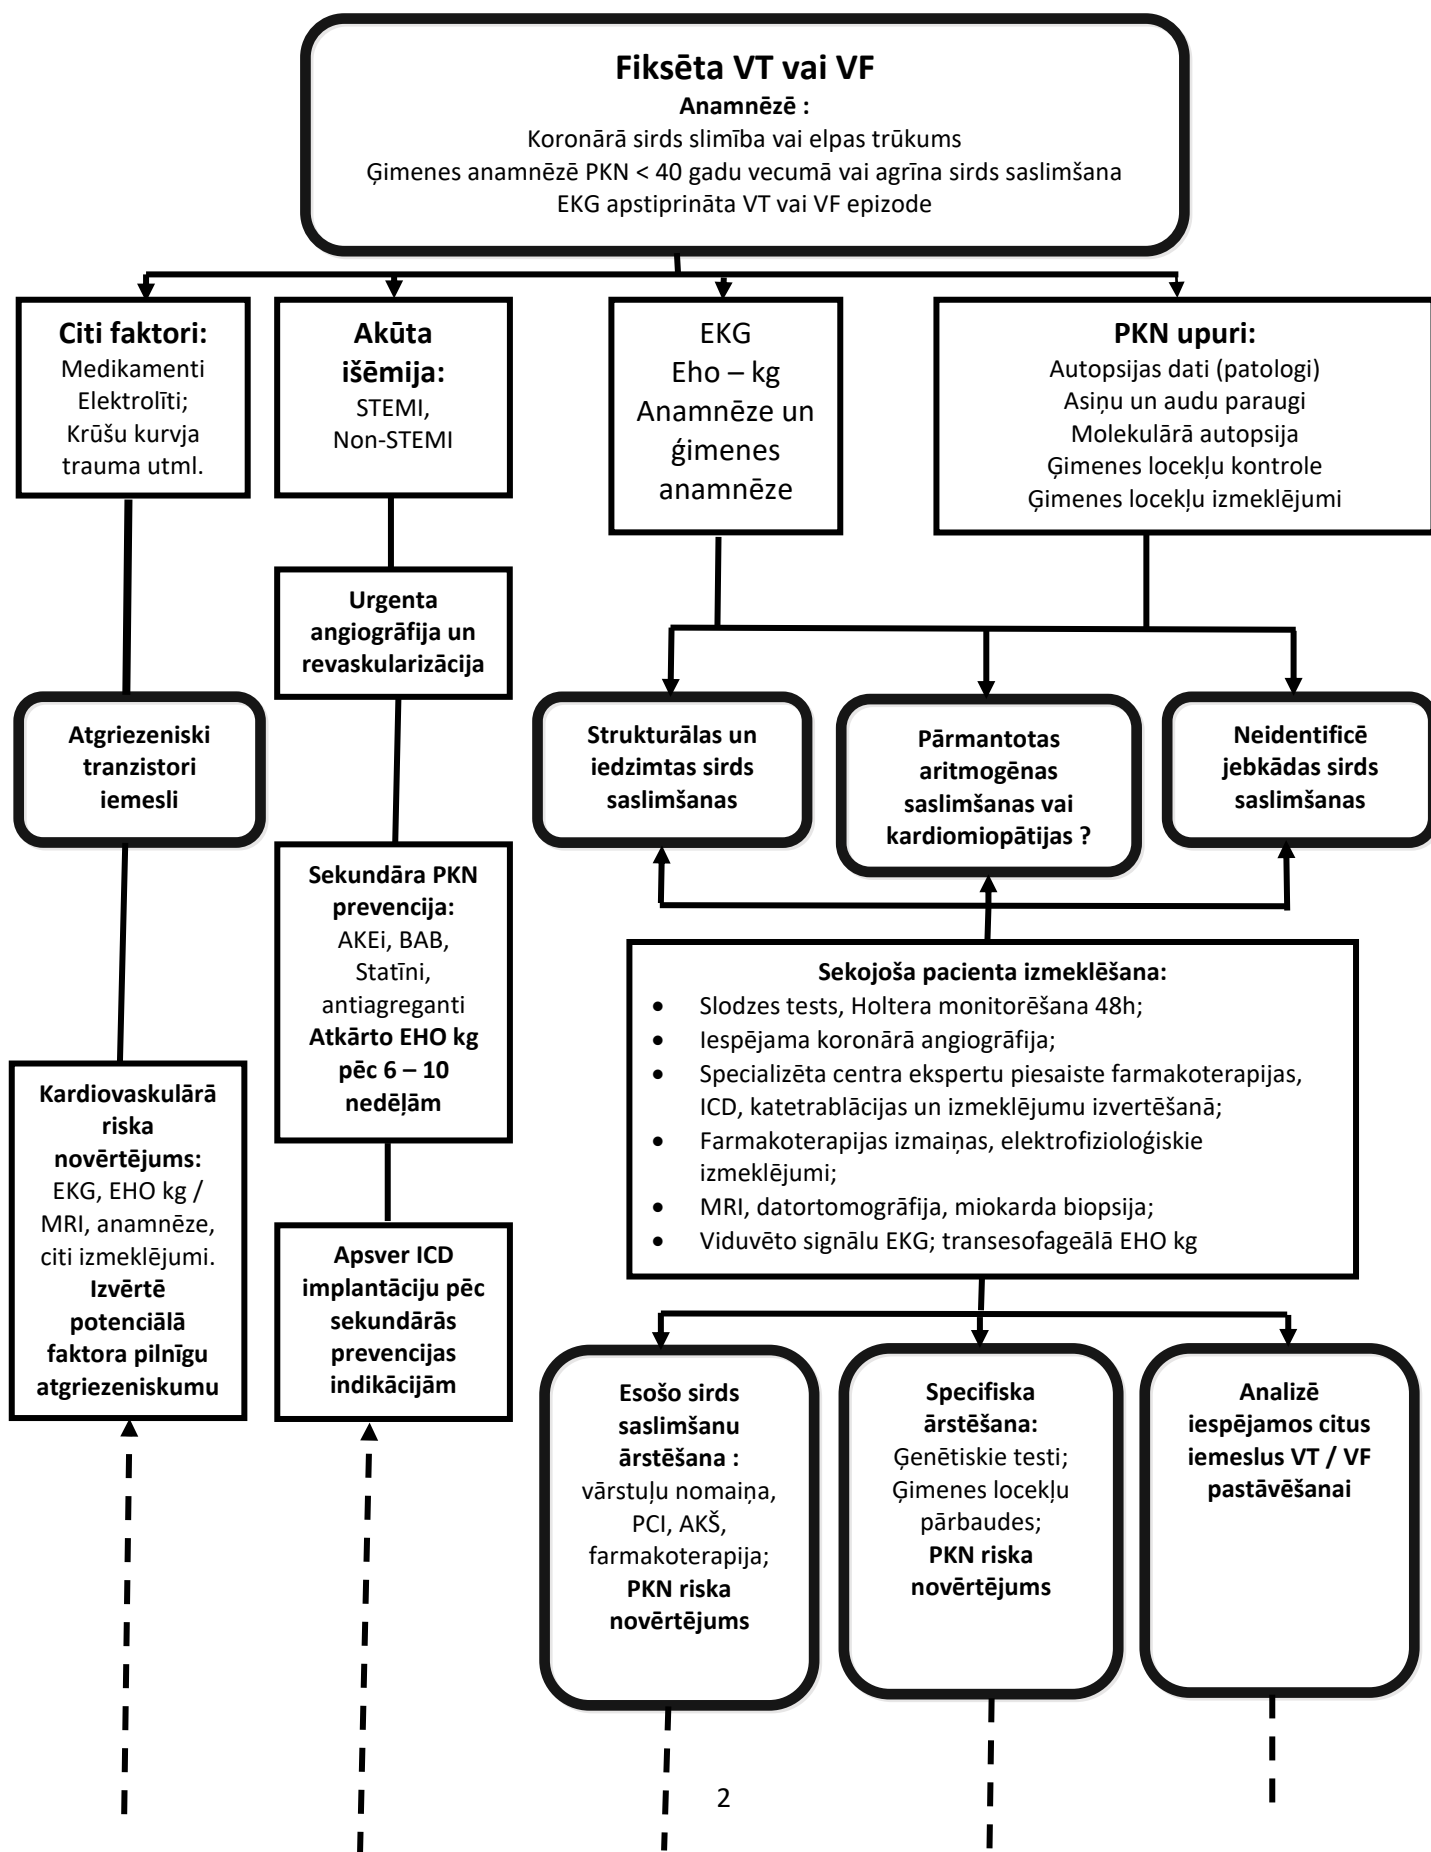 Fiksēta VT vai VF
Anamnēzē :
Koronārā sirds slimība vai elpas trūkums
Ģimenes anamnēzē PKN < 40 gadu vecumā vai agrīna sirds saslimšana
EKG apstiprināta VT vai VF epizode
Citi faktori:
Medikamenti
Elektrolīti;
Krūšu kurvja
trauma utml.
Akūta
išēmija:
STEMI,
Non-STEMI
EKG
Eho – kg
Anamnēze un
ģimenes
anamnēze
PKN upuri:
Autopsijas dati (patologi)
Asiņu un audu paraugi
Molekulārā autopsija
Ģimenes locekļu kontrole
Ģimenes locekļu izmeklējumi
Urgenta
angiogrāfija un
revaskularizācija
Atgriezeniski
tranzistori
iemesli
Strukturālas un
iedzimtas sirds
saslimšanas
Pārmantotas
aritmogēnas
saslimšanas vai
kardiomiopātijas ?
Neidentificē
jebkādas sirds
saslimšanas
Sekundāra PKN
prevencija:
AKEi, BAB,
Statīni,
antiagreganti
Atkārto EHO kg
pēc 6 – 10
nedēļām
Sekojoša pacienta izmeklēšana:
• Slodzes tests, Holtera monitorēšana 48h;
• Iespējama koronārā angiogrāfija;
• Specializēta centra ekspertu piesaiste farmakoterapijas,
ICD, katetrablācijas un izmeklējumu izvērtēšanā;
• Farmakoterapijas izmaiņas, elektrofizioloģiskie
izmeklējumi;
• MRI, datortomogrāfija, miokarda biopsija;
• Viduvēto signālu EKG; transesofageālā EHO kg
Kardiovaskulārā
riska
novērtējums:
EKG, EHO kg /
MRI, anamnēze,
citi izmeklējumi.
Izvērtē
potenciālā
faktora pilnīgu
atgriezeniskumu
Apsver ICD
implantāciju pēc
sekundārās
prevencijas
indikācijām
Esošo sirds
saslimšanu
ārstēšana :
vārstuļu nomaiņa,
PCI, AKŠ,
farmakoterapija;
PKN riska
novērtējums
Specifiska
ārstēšana:
Ģenētiskie testi;
Ģimenes locekļu
pārbaudes;
PKN riska
novērtējums
Analizē
iespējamos citus
iemeslus VT / VF
pastāvēšanai
2